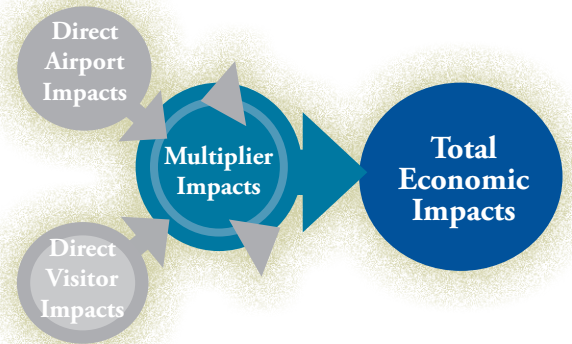 Direct
Airport
Impacts
Multiplier
Impacts
Total
Economic
Impacts
Direct
Visitor
Impacts